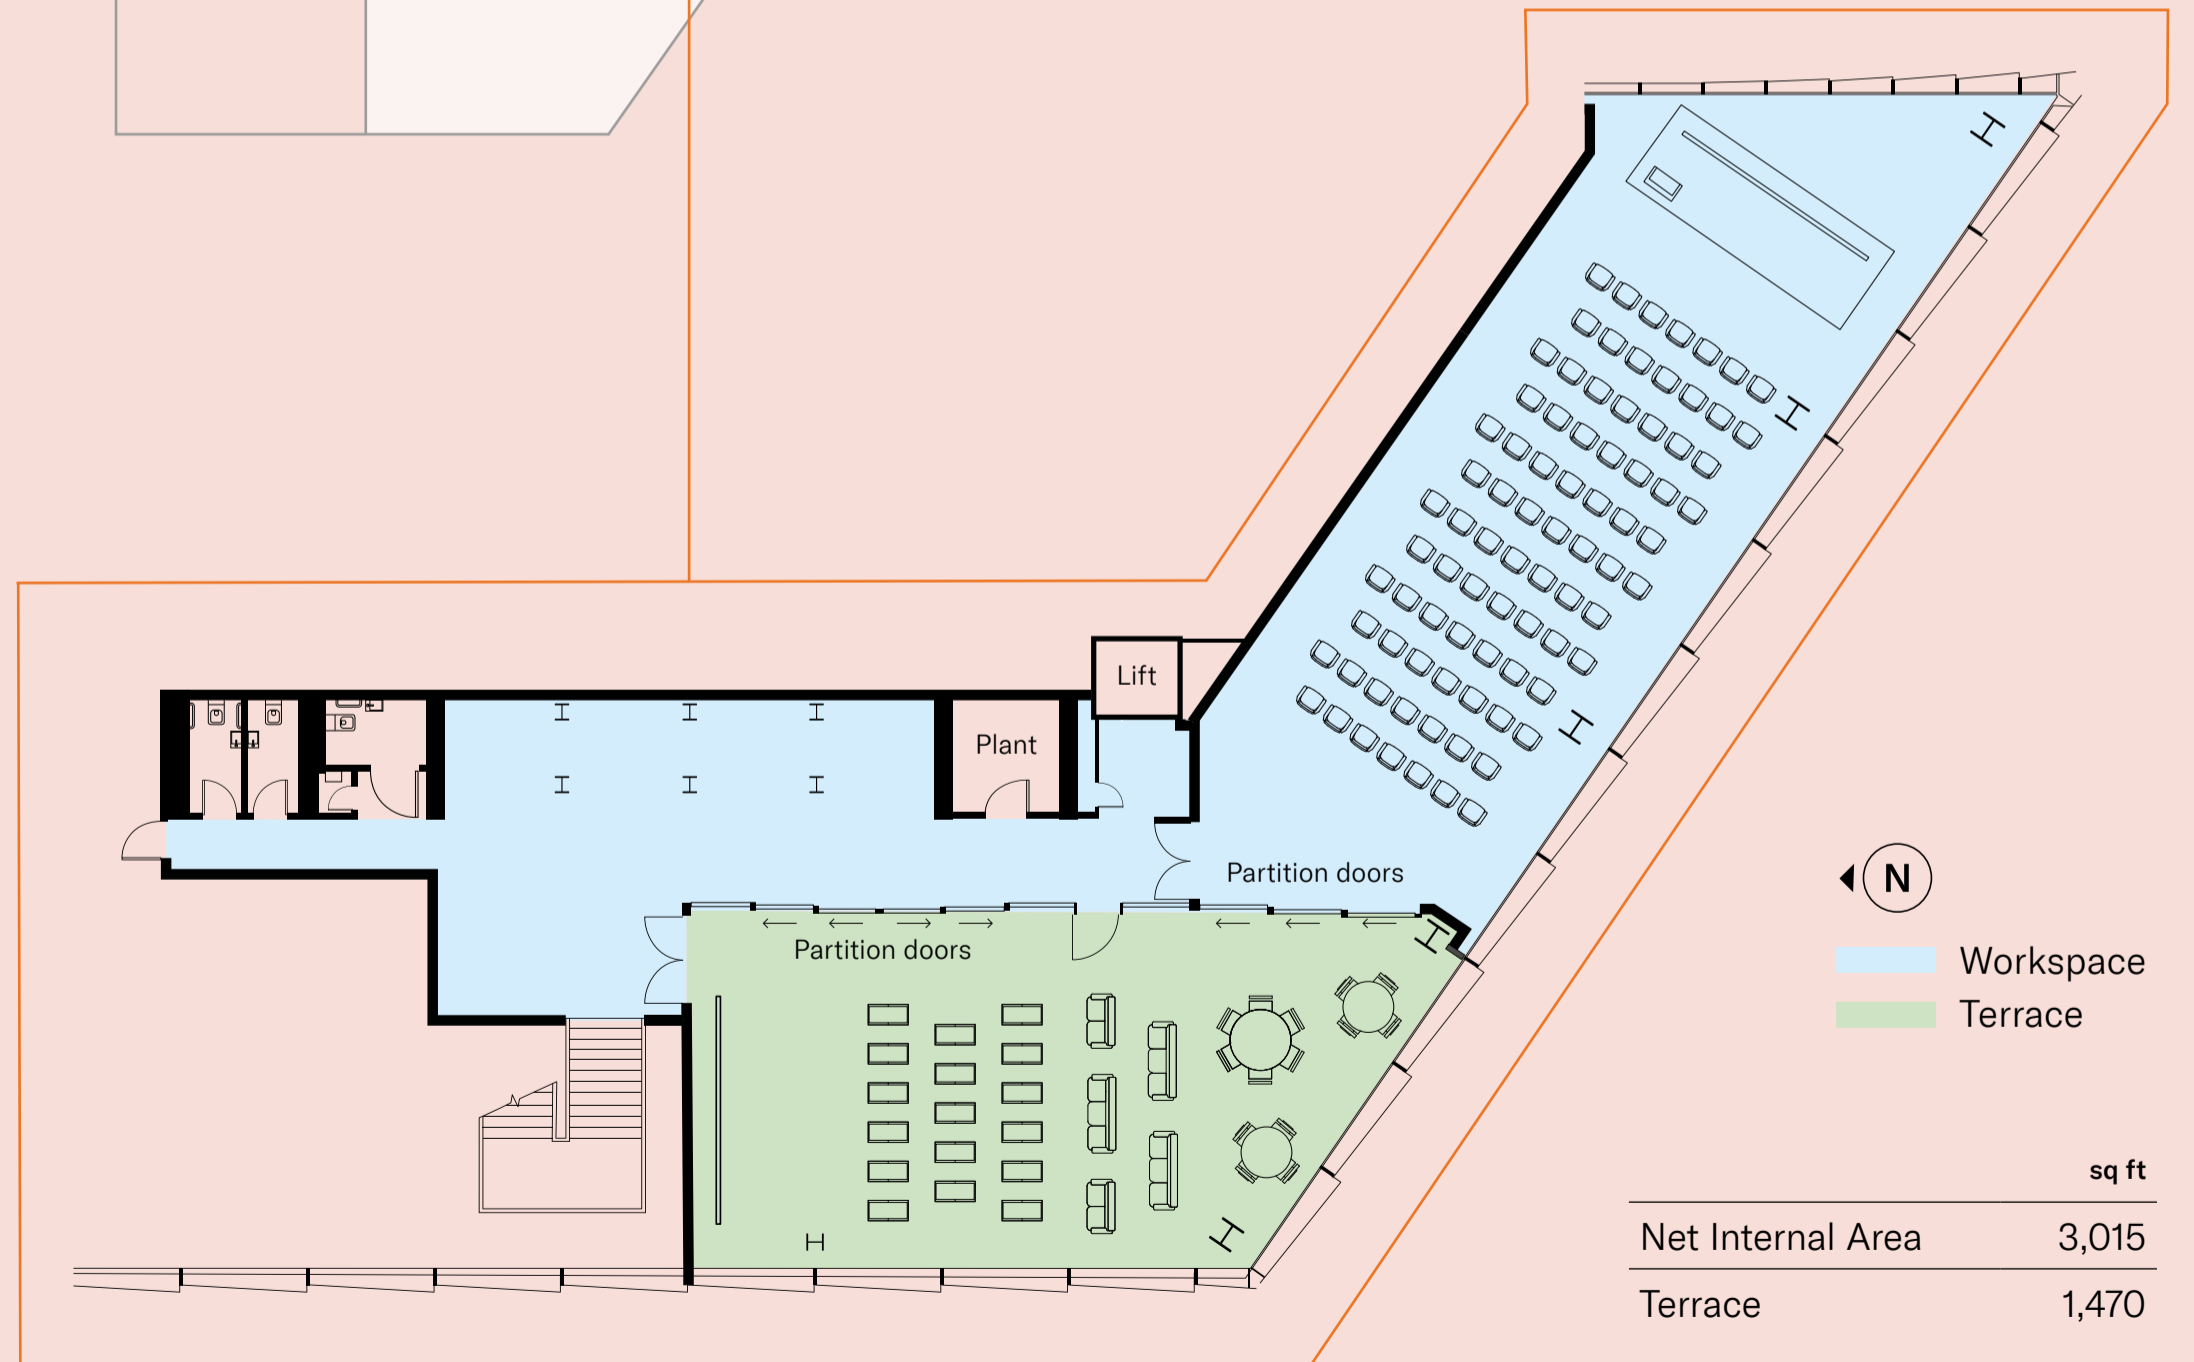 Lift
Plant
Partition doors
Partition doors
N
Workspace
Terrace
sq ft
Net Internal Area 3,015
Terrace 1,470